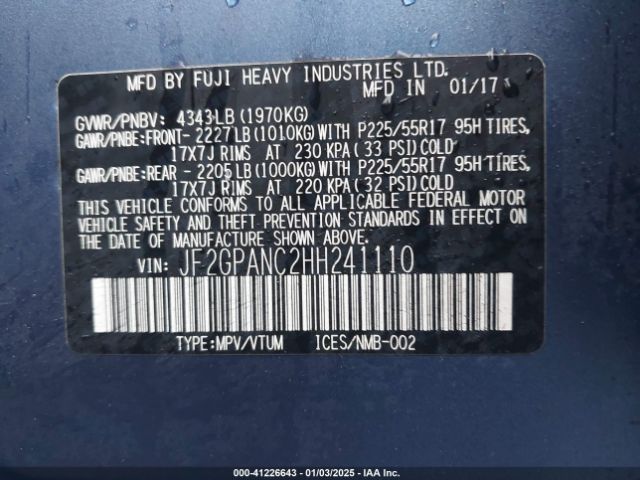 MFD BY FUJI HEAVY INDUSTRIES LTD.
MFD IN 01/17
GVWR/PNBV: 4343LB (1970KG)
GAWR/PNBE:FRONT- 2227LB (1010KG) WITH P225/55R17 95H TIRES,
17X7J RIMS AT 230 KPA (33 PSI) COLD
GAWR/PNBE:REAR - 2205LB (1000KG) WITH P225/55R17 95H TIRES,
17X7J RIMS AT 220 KPA (32 PSI) COLD
THIS VEHICLE CONFORMS TO ALL APPLICABLE FEDERAL MOTOR
VEHICLE SAFETY AND THEFT PREVENTION STANDARDS IN EFFECT ON
THE DATE OF MANUFACTURE SHOWN ABOVE.
VIN: JF2GPANC2HH241110
TYPE:MPV/VTUM ICES/NMB-002
000-41226643 - 01/03/2025 - IAA, Inc.